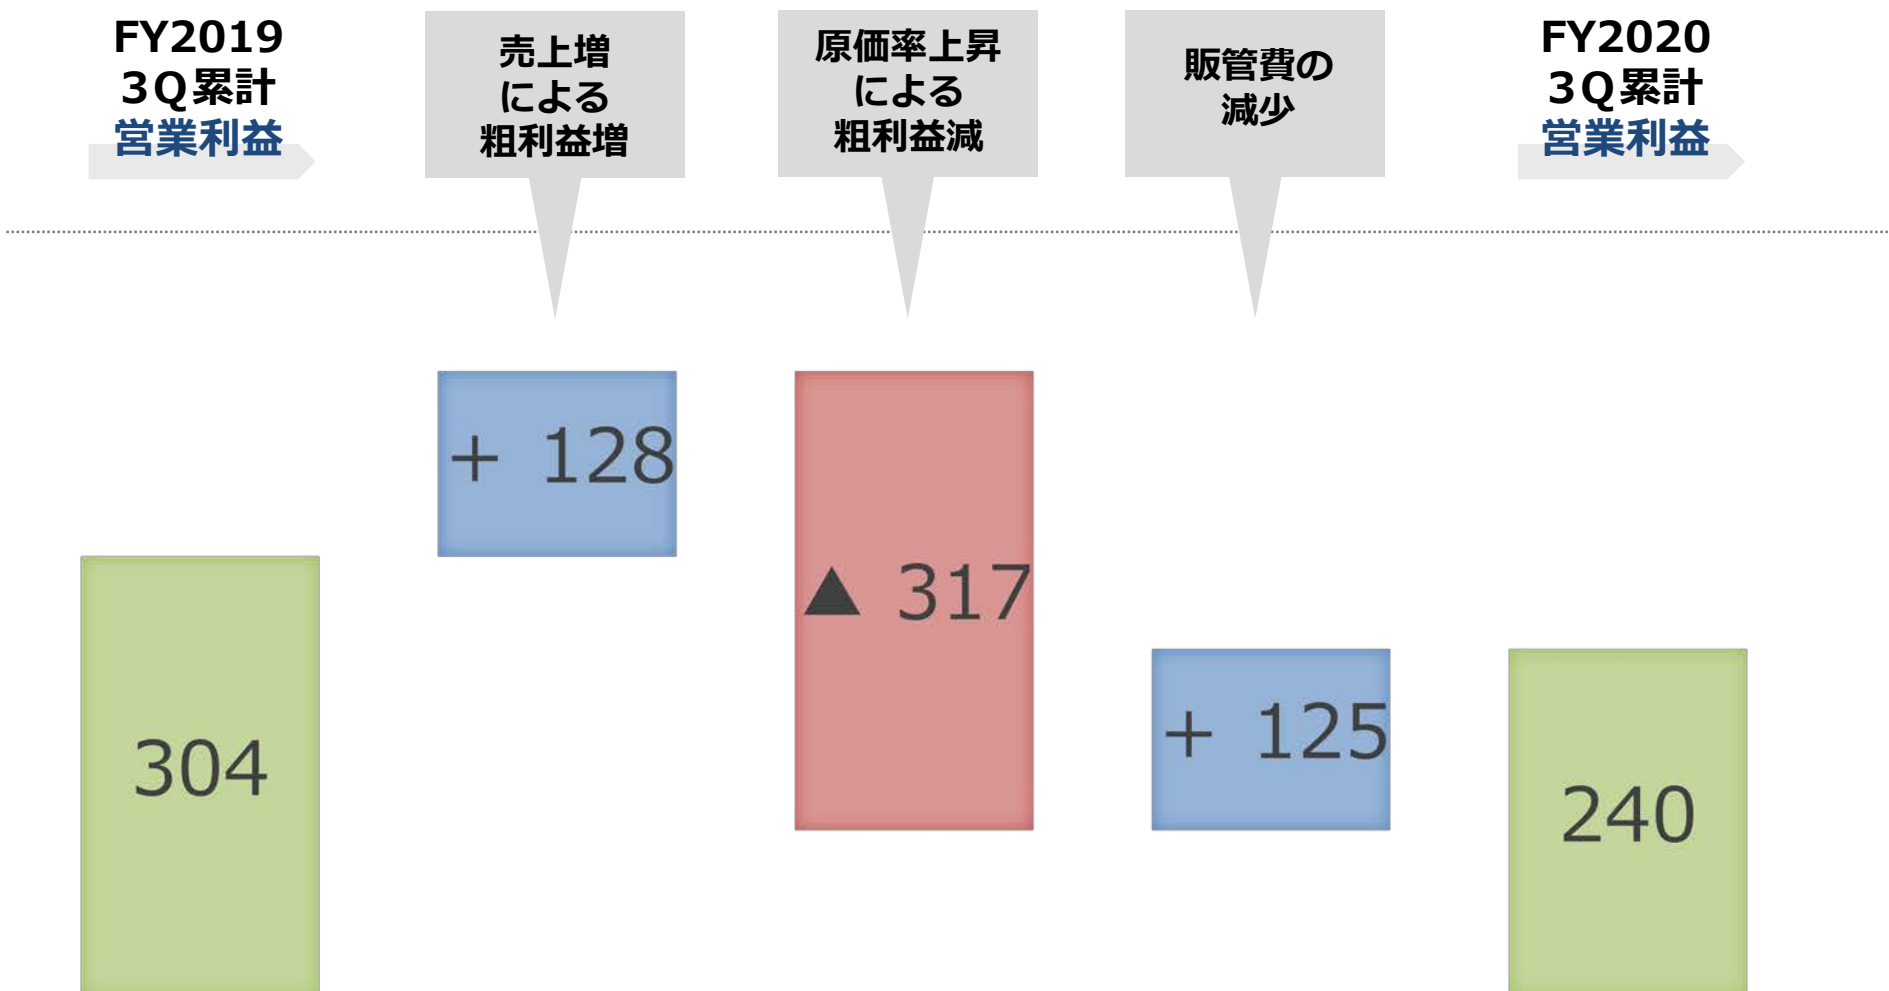 FY2019
3Q累計
営業利益
売上増
による
粗利益増
原価率上昇
による
粗利益減
販管費の
減少
FY2020
3Q累計
営業利益
304
+ 128
▲ 317
+ 125
240